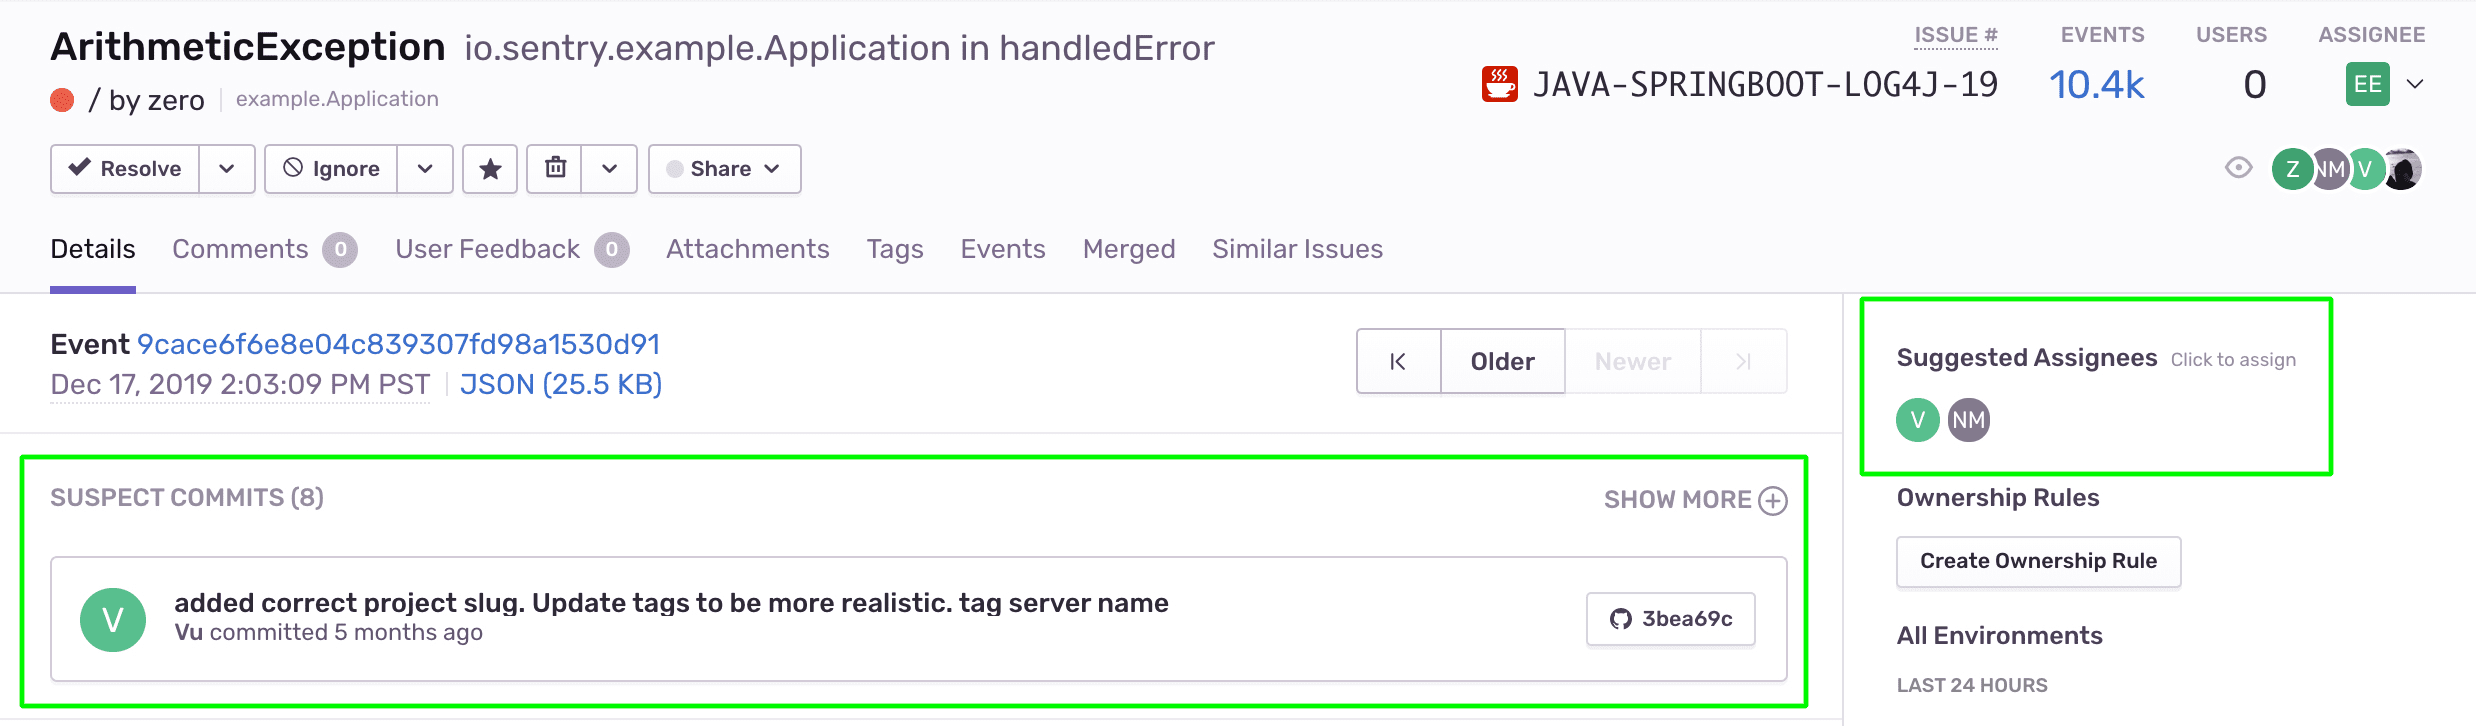 ArithmeticException io.sentry.example.Application in handledError
ISSUE # EVENTS USERS ASSIGNEE
JAVA-SPRINGBOOT-LOG4J-19 10.4k 0 EE
/ by zero example.Application
Resolve Ignore Share
Z NM V
Details Comments 0 User Feedback 0 Attachments Tags Events Merged Similar Issues
Event 9cace6f6e8e04c839307fd98a1530d91
Dec 17, 2019 2:03:09 PM PST JSON (25.5 KB)
Older Newer
SUSPECT COMMITS (8) SHOW MORE
V
added correct project slug. Update tags to be more realistic. tag server name
Vu committed 5 months ago
3bea69c
Suggested Assignees Click to assign
V NM
Ownership Rules
Create Ownership Rule
All Environments
LAST 24 HOURS